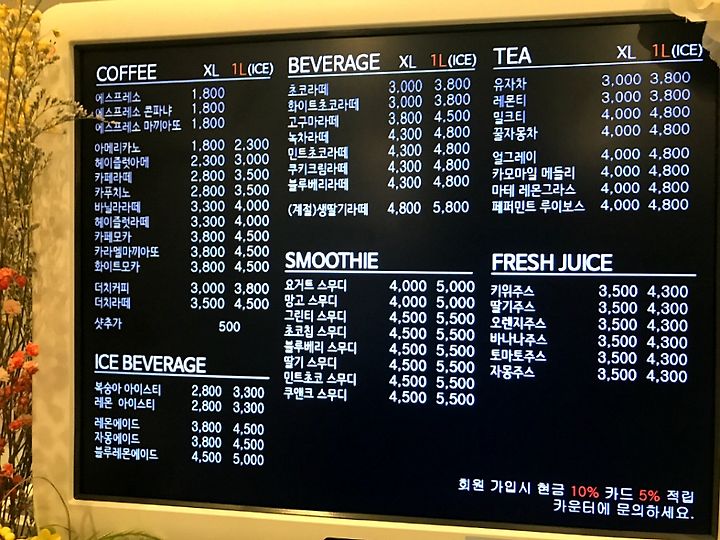 COFFEE XL 1L(ICE)
에스프레소 1,800
에스프레소 콘파냐 1,800
에스프레소 마끼아또 1,800
아메리카노 1,800 2,300
헤이즐럿아메 2,300 3,000
카페라떼 2,800 3,500
카푸치노 2,800 3,500
바닐라라떼 3,300 4,000
헤이즐럿라떼 3,300 4,000
카페모카 3,800 4,500
카라멜마끼아또 3,800 4,500
화이트모카 3,800 4,500
더치커피 3,000 3,800
더치라떼 3,500 4,500
샷추가 500
ICE BEVERAGE
복숭아 아이스티 2,800 3,300
레몬 아이스티 2,800 3,300
레몬에이드 3,800 4,500
자몽에이드 3,800 4,500
블루레몬에이드 4,500 5,000
BEVERAGE XL 1L(ICE)
초코라떼 3,000 3,800
화이트초코라떼 3,000 3,800
고구마라떼 3,800 4,500
녹차라떼 4,300 4,800
민트초코라떼 4,300 4,800
쿠키크림라떼 4,300 4,800
블루베리라떼 4,300 4,800
(계절)생딸기라떼 4,800 5,800
SMOOTHIE
요거트 스무디 4,000 5,000
망고 스무디 4,000 5,000
그린티 스무디 4,500 5,500
초코칩 스무디 4,500 5,500
블루베리 스무디 4,500 5,500
딸기 스무디 4,500 5,500
민트초코 스무디 4,500 5,500
쿠앤크 스무디 4,500 5,500
TEA XL 1L(ICE)
유자차 3,000 3,800
레몬티 3,000 3,800
밀크티 4,000 4,800
꿀자몽차 4,000 4,800
얼그레이 4,000 4,800
카모마일 메들리 4,000 4,800
마테 레몬그라스 4,000 4,800
페퍼민트 루이보스 4,000 4,800
FRESH JUICE
키위주스 3,500 4,300
딸기주스 3,500 4,300
오렌지주스 3,500 4,300
바나나주스 3,500 4,300
토마토주스 3,500 4,300
자몽주스 3,500 4,300
회원 가입시 현금 10% 카드 5% 적립
카운터에 문의하세요.